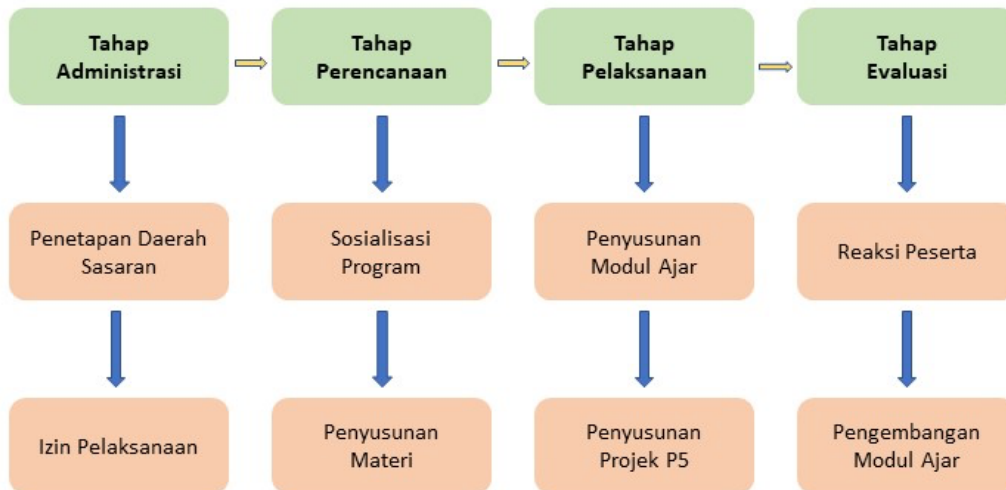 Tahap
Administrasi
Tahap
Perencanaan
Tahap
Pelaksanaan
Tahap
Evaluasi
Penetapan Daerah
Sasaran
Sosialisasi
Program
Penyusunan
Modul Ajar
Reaksi Peserta
Izin Pelaksanaan
Penyusunan
Materi
Penyusunan
Projek P5
Pengembangan
Modul Ajar